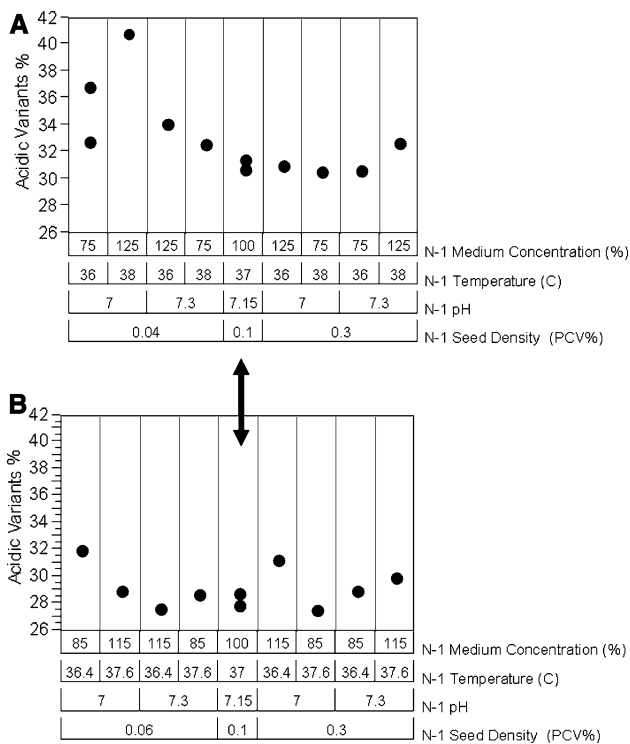 A
Acidic Variants %
42
40
38
36
34
32
30
28
26
75 125 125 75 100 125 75 75 125 N-1 Medium Concentration (%)
36 38 36 38 37 36 38 36 38 N-1 Temperature (C)
7 7.3 7.15 7 7.3 N-1 pH
0.04 0.1 0.3 N-1 Seed Density (PCV%)
B
Acidic Variants %
42
40
38
36
34
32
30
28
26
85 115 115 85 100 115 85 85 115 N-1 Medium Concentration (%)
36.4 37.6 36.4 37.6 37 36.4 37.6 36.4 37.6 N-1 Temperature (C)
7 7.3 7.15 7 7.3 N-1 pH
0.06 0.1 0.3 N-1 Seed Density (PCV%)